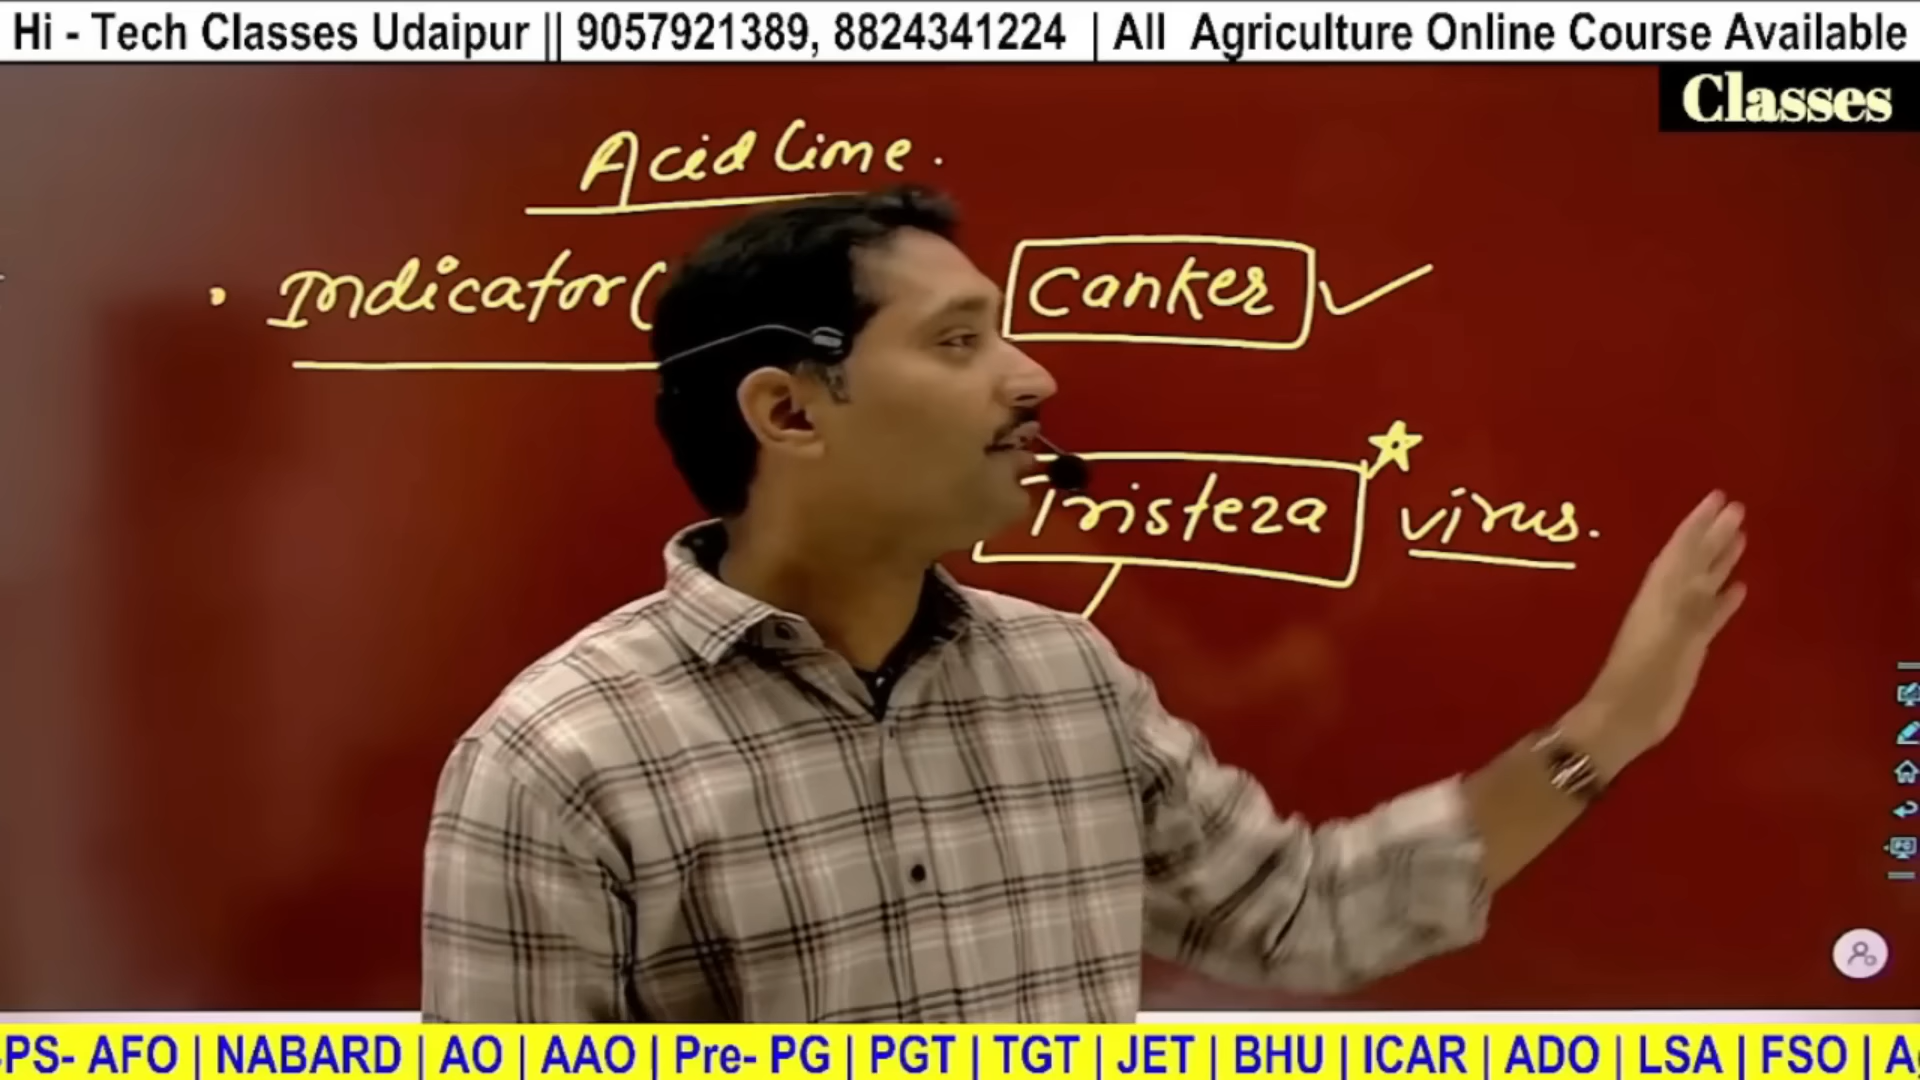 Hi - Tech Classes Udaipur || 9057921389, 8824341224 | All Agriculture Online Course Available
Classes
Acid lime.
• Indicator (
Canker ✓
Tristeza ☆ virus.
PS- AFO | NABARD | AO | AAO | Pre- PG | PGT | TGT | JET | BHU | ICAR | ADO | LSA | FSO | A